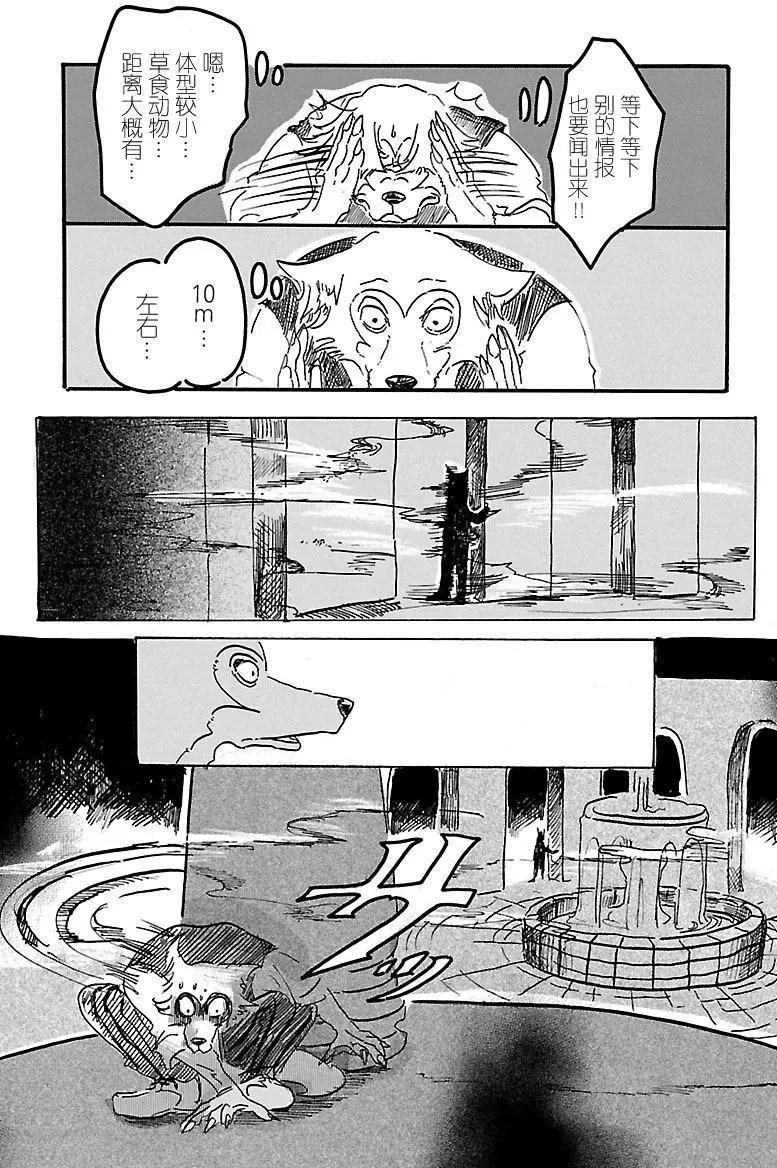 等下等下
别的情报
也要闻出来!!
嗯…
体型较小…
草食动物…
距离大概有…
10m…
左右…
ザッ